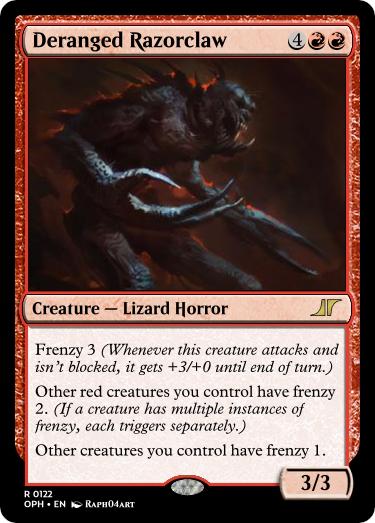 Deranged Razorclaw 4
Creature — Lizard Horror
Frenzy 3 (Whenever this creature attacks and
isn't blocked, it gets +3/+0 until end of turn.)
Other red creatures you control have frenzy
2. (If a creature has multiple instances of
frenzy, each triggers separately.)
Other creatures you control have frenzy 1.
3/3
R 0122
OPH • EN Raph04art